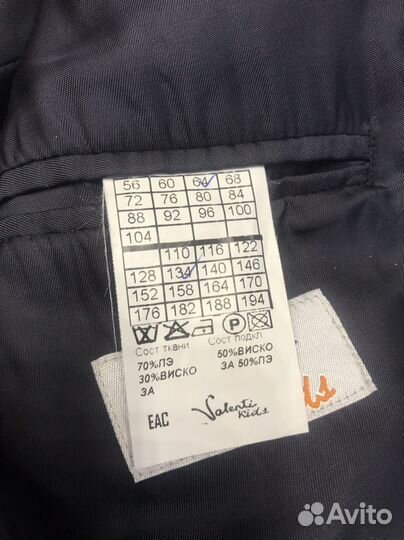 56 60 64 68
72 76 80 84
88 92 96 100
104
110 116 122
128 134 140 146
152 158 164 170
176 182 188 194
P
Сост ткани Сост подкл
70%ПЭ 50%ВИСКО
30%ВИСКО ЗА 50%ПЭ
ЗА
EAC Valenti Kids
ds
Avito